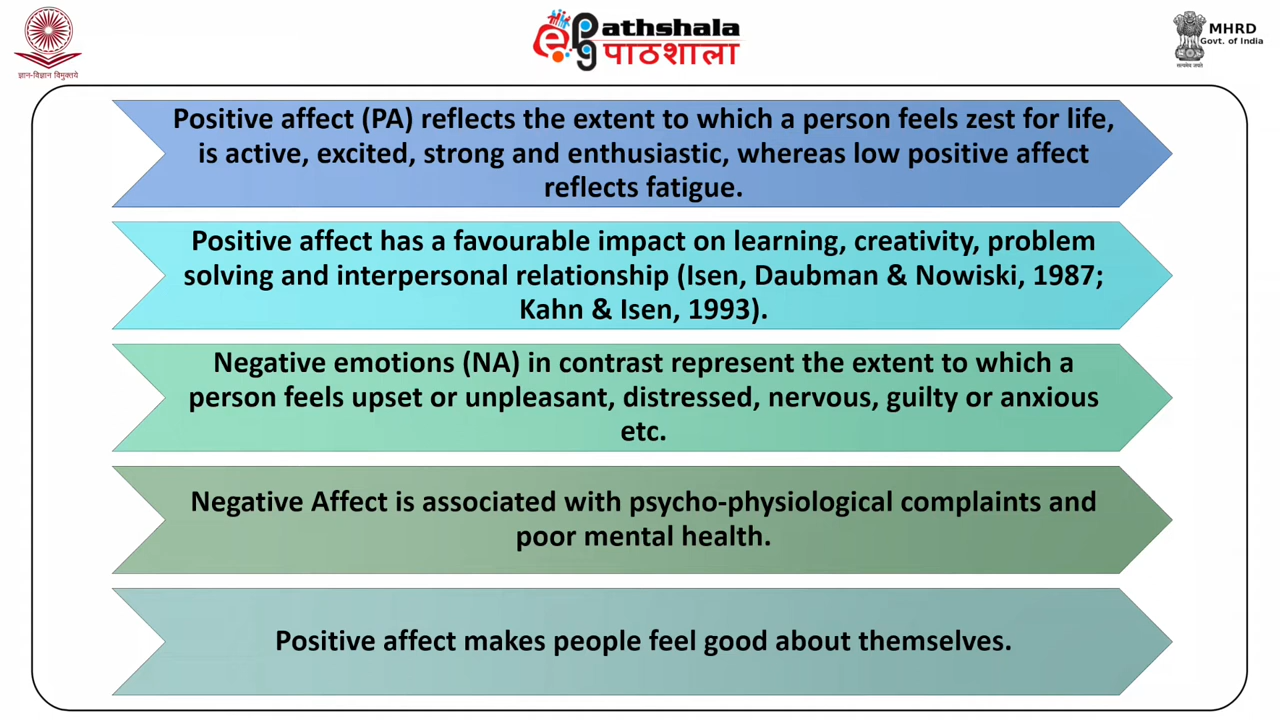 ज्ञान-विज्ञान विमुक्तये
epg
Pathshala
पाठशाला
MHRD
Govt. of India
सत्यमेव जयते
Positive affect (PA) reflects the extent to which a person feels zest for life,
is active, excited, strong and enthusiastic, whereas low positive affect
reflects fatigue.
Positive affect has a favourable impact on learning, creativity, problem
solving and interpersonal relationship (Isen, Daubman & Nowiski, 1987;
Kahn & Isen, 1993).
Negative emotions (NA) in contrast represent the extent to which a
person feels upset or unpleasant, distressed, nervous, guilty or anxious
etc.
Negative Affect is associated with psycho-physiological complaints and
poor mental health.
Positive affect makes people feel good about themselves.